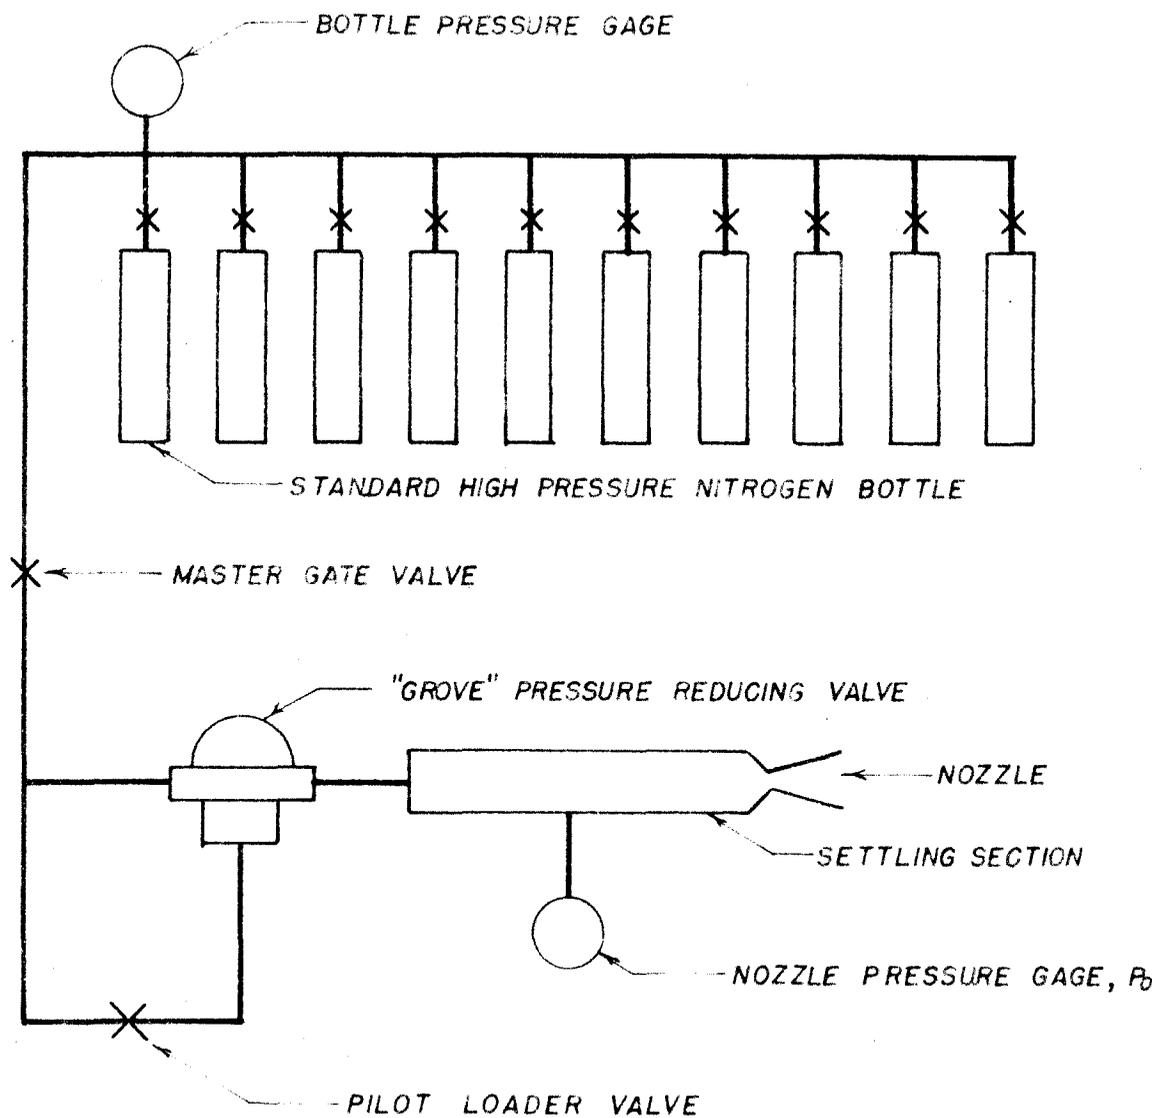 BOTTLE PRESSURE GAGE
STANDARD HIGH PRESSURE NITROGEN BOTTLE
MASTER GATE VALVE
"GROVE" PRESSURE REDUCING VALVE
NOZZLE
SETTLING SECTION
NOZZLE PRESSURE GAGE, P₀
PILOT LOADER VALVE